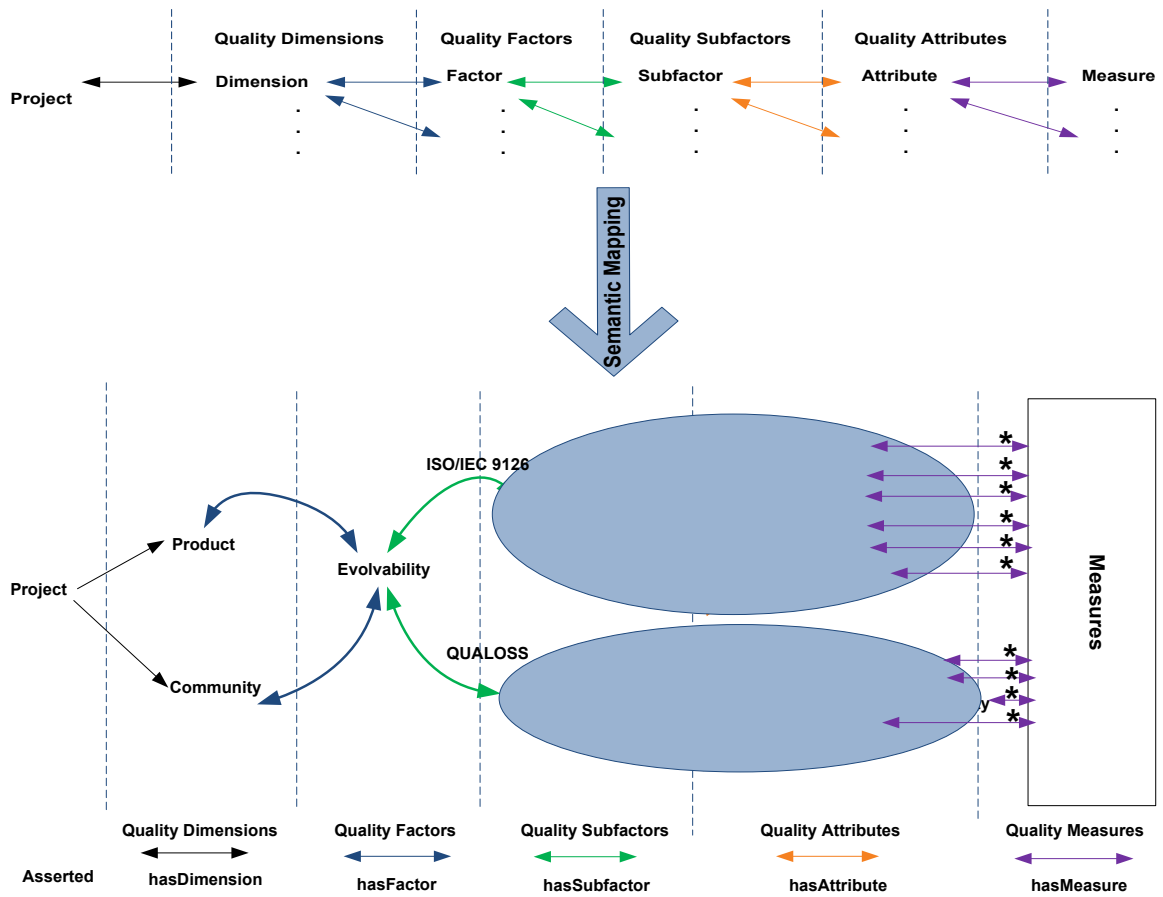 Quality Dimensions
Quality Factors
Quality Subfactors
Quality Attributes
Project
Dimension
Factor
Subfactor
Attribute
Measure
Semantic Mapping
ISO/IEC 9126
Product
Evolvability
Project
QUALOSS
Community
y
Measures
* * * * * *
* * * *
Quality Dimensions
Quality Factors
Quality Subfactors
Quality Attributes
Quality Measures
Asserted
hasDimension
hasFactor
hasSubfactor
hasAttribute
hasMeasure